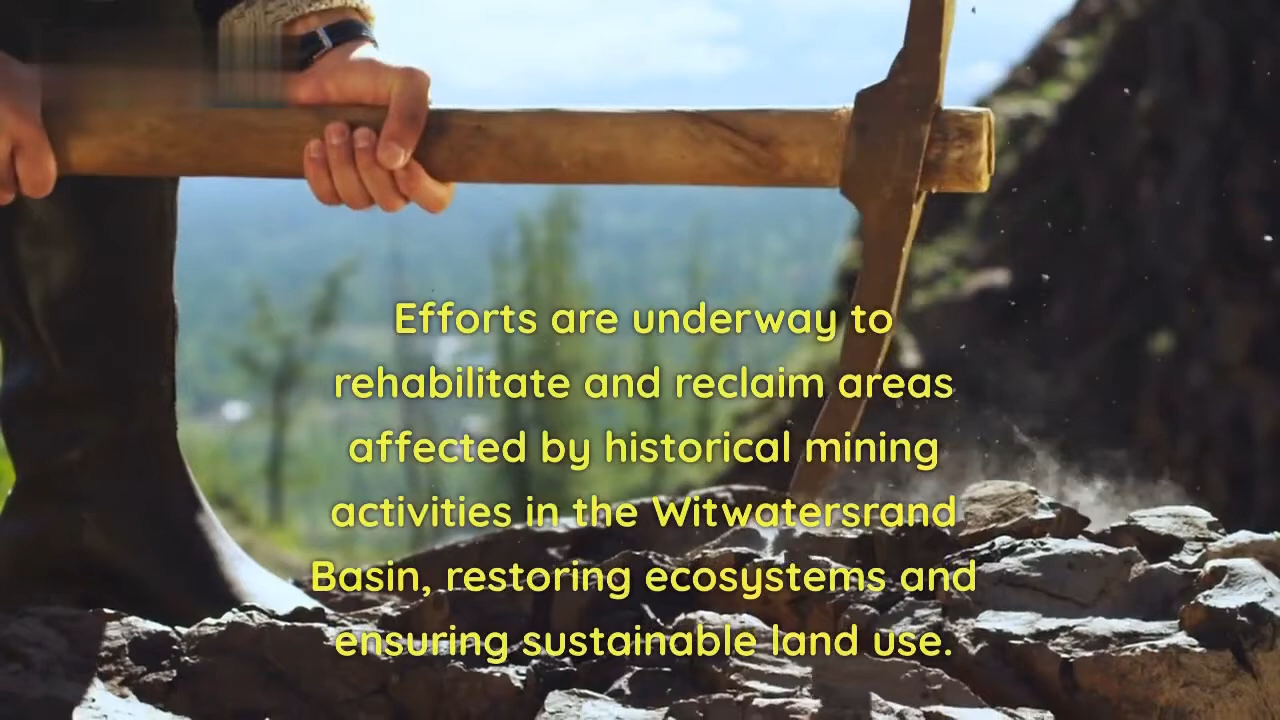 Efforts are underway to
rehabilitate and reclaim areas
affected by historical mining
activities in the Witwatersrand
Basin, restoring ecosystems and
ensuring sustainable land use.